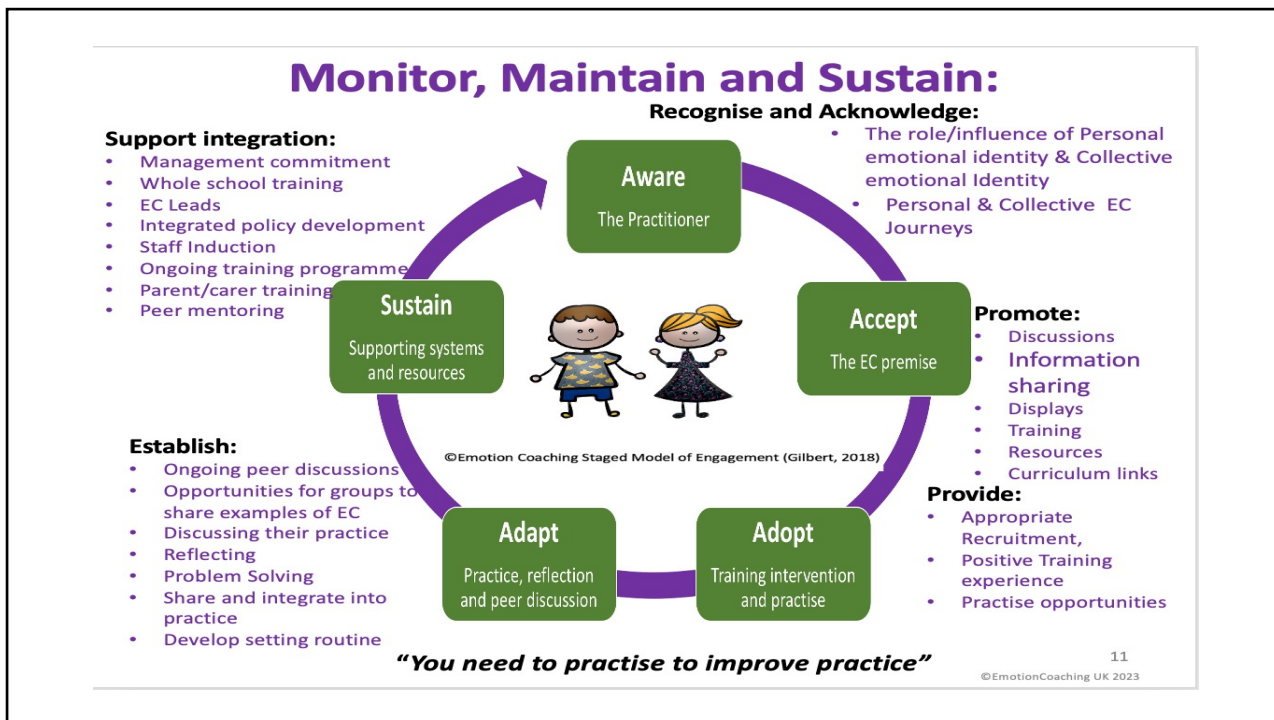 Monitor, Maintain and Sustain:
Recognise and Acknowledge:
• The role/influence of Personal
emotional identity & Collective
emotional Identity
• Personal & Collective EC
Journeys
Support integration:
• Management commitment
• Whole school training
• EC Leads
• Integrated policy development
• Staff Induction
• Ongoing training programme
• Parent/carer training
• Peer mentoring
Aware
The Practitioner
Accept
The EC premise
Promote:
• Discussions
• Information
sharing
• Displays
• Training
• Resources
• Curriculum links
Provide:
• Appropriate
Recruitment,
• Positive Training
experience
• Practise opportunities
Adopt
Training intervention
and practise
Adapt
Practice, reflection
and peer discussion
Establish:
• Ongoing peer discussions
• Opportunities for groups to
share examples of EC
• Discussing their practice
• Reflecting
• Problem Solving
• Share and integrate into
practice
• Develop setting routine
Sustain
Supporting systems
and resources
©Emotion Coaching Staged Model of Engagement (Gilbert, 2018)
“You need to practise to improve practice”
11
©EmotionCoaching UK 2023